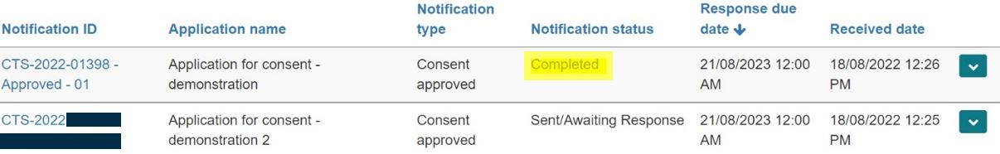 Notification ID Application name Notification type Notification status Response due date Received date
CTS-2022-01398 - Approved - 01 Application for consent - demonstration Consent approved Completed 21/08/2023 12:00 AM 18/08/2022 12:26 PM
CTS-2022 Application for consent - demonstration 2 Consent approved Sent/Awaiting Response 21/08/2023 12:00 AM 18/08/2022 12:25 PM